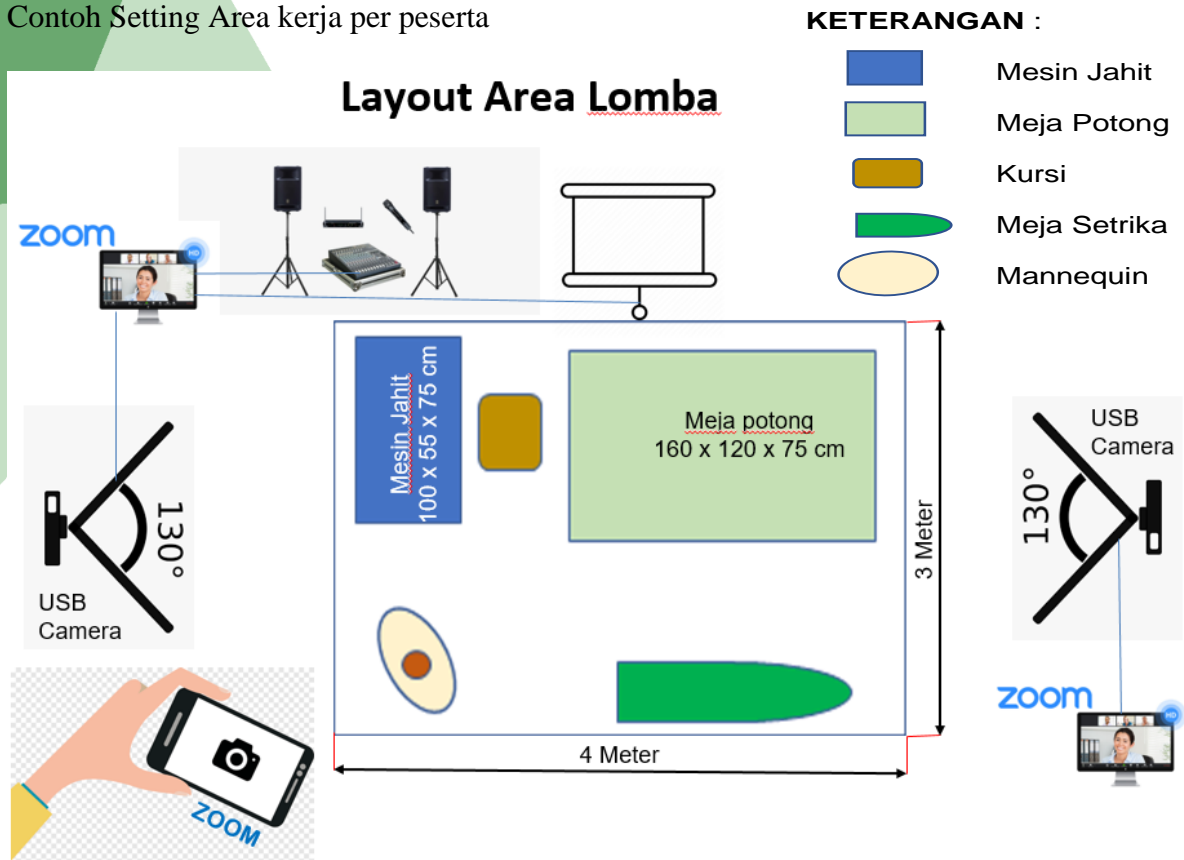 Contoh Setting Area kerja per peserta
KETERANGAN :
Mesin Jahit
Meja Potong
Kursi
Meja Setrika
Mannequin
Layout Area Lomba
zoom
HD
Mesin Jahit
100 x 55 x 75 cm
Meja potong
160 x 120 x 75 cm
130°
USB
Camera
3 Meter
4 Meter
USB
Camera
130°
zoom
HD
ZOOM